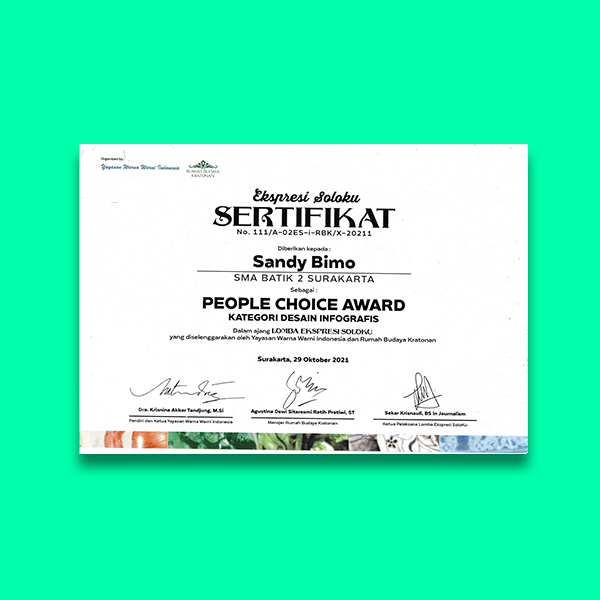 Organized by :
Yayasan Warna Warni Indonesia
RUMAH BUDAYA
KRATONAN
Ekspresi Soloku
SERTIFIKAT
No. 111/A-02ES-i-RBK/X-20211
Diberikan kepada :
Sandy Bimo
SMA BATIK 2 SURAKARTA
Sebagai :
PEOPLE CHOICE AWARD
KATEGORI DESAIN INFOGRAFIS
Dalam ajang LOMBA EKSPRESI SOLOKU
yang diselenggarakan oleh Yayasan Warna Warni Indonesia dan Rumah Budaya Kratonan
Surakarta, 29 Oktober 2021
Dra. Krisnina Akbar Tandjung, M.Si
Pendiri dan Ketua Yayasan Warna Warni Indonesia
Agustina Dewi Sitaresmi Ratih Pratiwi, ST
Manajer Rumah Budaya Kratonan
Sekar Krisnauli, BS in Journalism
Ketua Pelaksana Lomba Ekspresi SoloKu